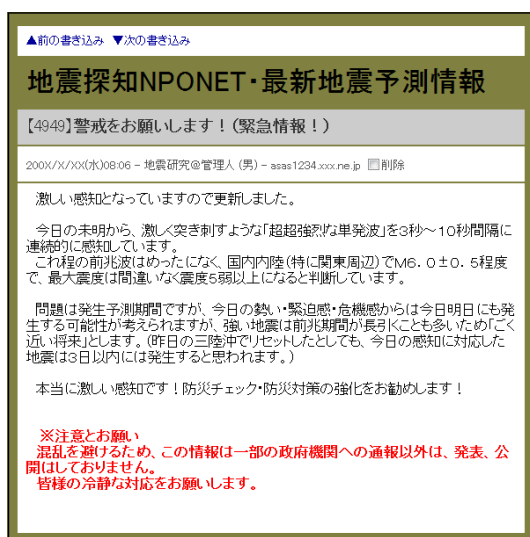 ▲前の書き込み ▼次の書き込み
地震探知NPONET・最新地震予測情報
【4949】警戒をお願いします！（緊急情報！）
200X/X/XX(水)08:06 - 地震研究＠管理人（男) - asas1234.xxx.ne.jp □削除
激しい感知となっていますので更新しました。
今日の未明から、激しく突き刺すような「超超強烈な単発波」を3秒～10秒間隔に
連続的に感知しています。
これ程の前兆波はめったになく、国内内陸（特に関東周辺）でM6．0±0．5程度
で、最大震度は間違いなく震度5弱以上になると判断しています。
問題は発生予測期間ですが、今日の勢い・緊迫感・危機感からは今日明日にも発
生する可能性が考えられますが、強い地震は前兆期間が長引くことも多いため「ごく
近い将来」とします。（昨日の三陸沖でリセットしたとしても、今日の感知に対応した
地震は3日以内には発生すると思われます。）
本当に激しい感知です！防災チェック・防災対策の強化をお勧めします！
※注意とお願い
混乱を避けるため、この情報は一部の政府機関への通報以外は、発表、公
開はしておりません。
皆様の冷静な対応をお願いします。